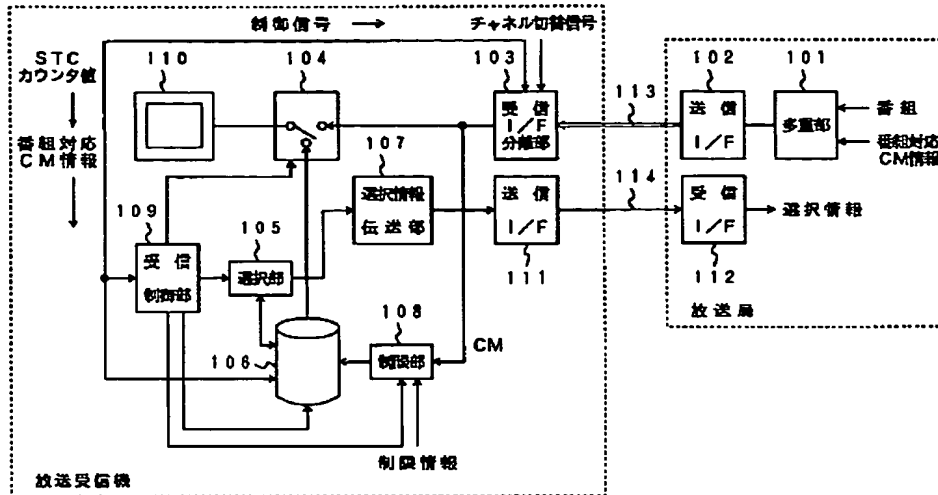 制御信号
チャネル切替信号
STC
カウンタ値
110
104
103
102
101
番組対応
CM情報
受信
I/F
分離部
113
送信
I/F
多重部
番組
番組対応
CM情報
107
選択情報
伝送部
送信
I/F
111
114
受信
I/F
112
選択情報
109
受信
制御部
105
選択部
放送局
106
108
制限部
CM
制限情報
放送受信機